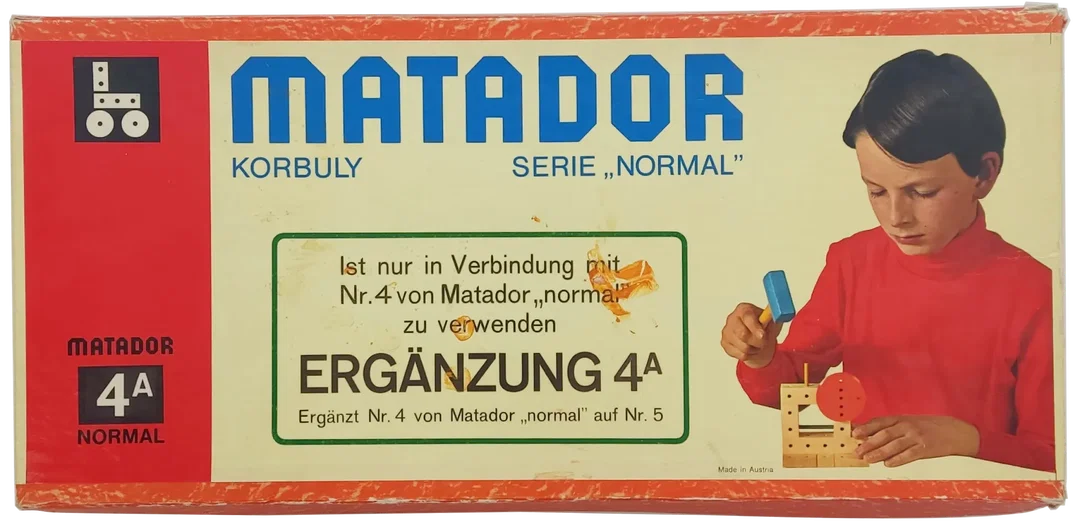 MATADOR
KORBULY SERIE „NORMAL”
Ist nur in Verbindung mit
Nr. 4 von Matador „normal”
zu verwenden
ERGÄNZUNG 4A
Ergänzt Nr. 4 von Matador „normal” auf Nr. 5
MATADOR
4A
NORMAL
Made in Austria